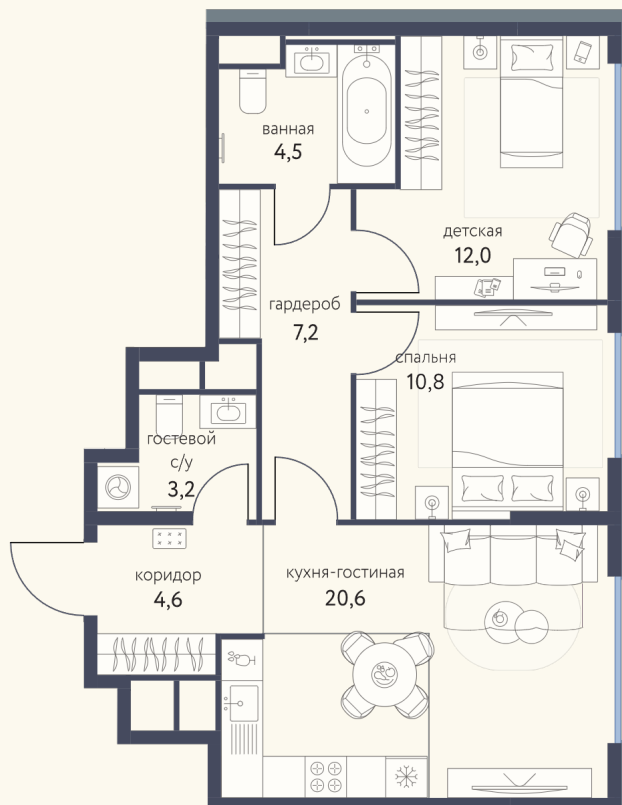 ванная
4,5
детская
12,0
гардероб
7,2
спальня
10,8
гостевой
с/у
3,2
коридор
4,6
кухня-гостиная
20,6